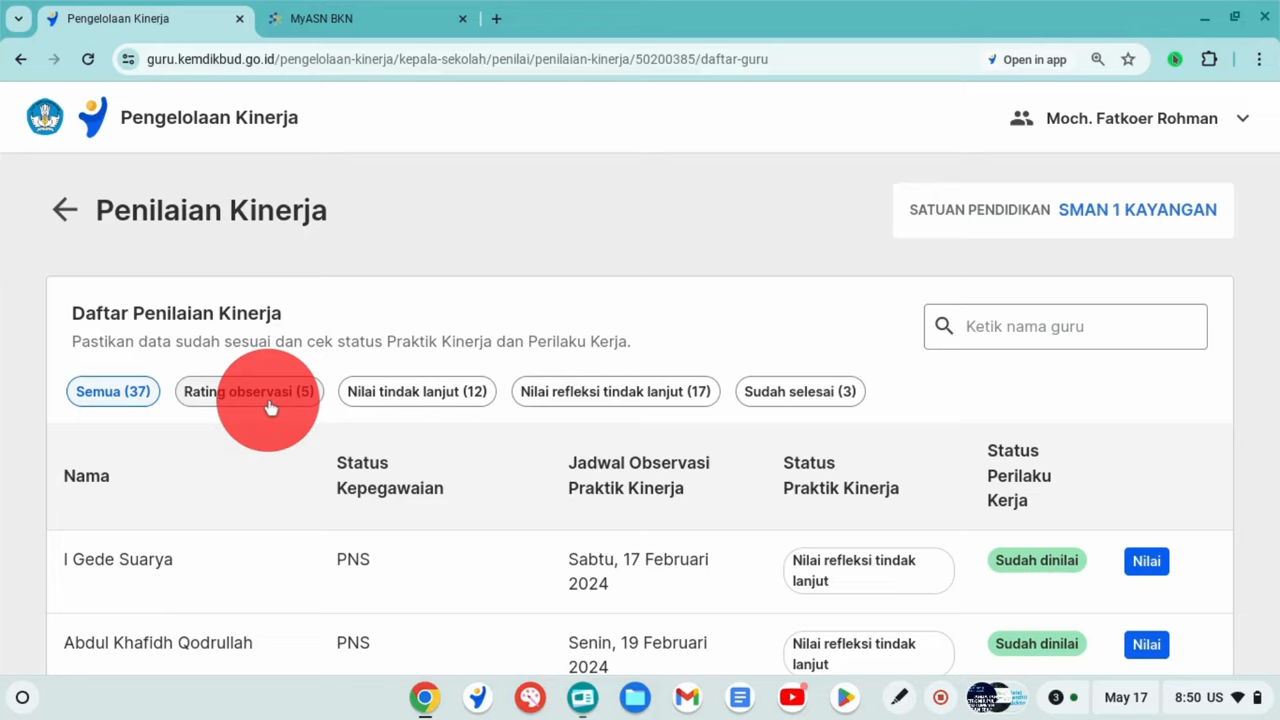 Pengelolaan Kinerja
MyASN BKN
guru.kemdikbud.go.id/pengelolaan-kinerja/kepala-sekolah/penilai/penilaian-kinerja/50200385/daftar-guru
Open in app
Pengelolaan Kinerja
Moch. Fatkoer Rohman
Penilaian Kinerja
SATUAN PENDIDIKAN SMAN 1 KAYANGAN
Daftar Penilaian Kinerja
Pastikan data sudah sesuai dan cek status Praktik Kinerja dan Perilaku Kerja.
Ketik nama guru
Semua (37)
Rating observasi (5)
Nilai tindak lanjut (12)
Nilai refleksi tindak lanjut (17)
Sudah selesai (3)
Nama
Status
Kepegawaian
Jadwal Observasi
Praktik Kinerja
Status
Praktik Kinerja
Status
Perilaku
Kerja
I Gede Suarya
PNS
Sabtu, 17 Februari
2024
Nilai refleksi tindak
lanjut
Sudah dinilai
Nilai
Abdul Khafidh Qodrullah
PNS
Senin, 19 Februari
2024
Nilai refleksi tindak
lanjut
Sudah dinilai
Nilai
3
May 17
8:50 US